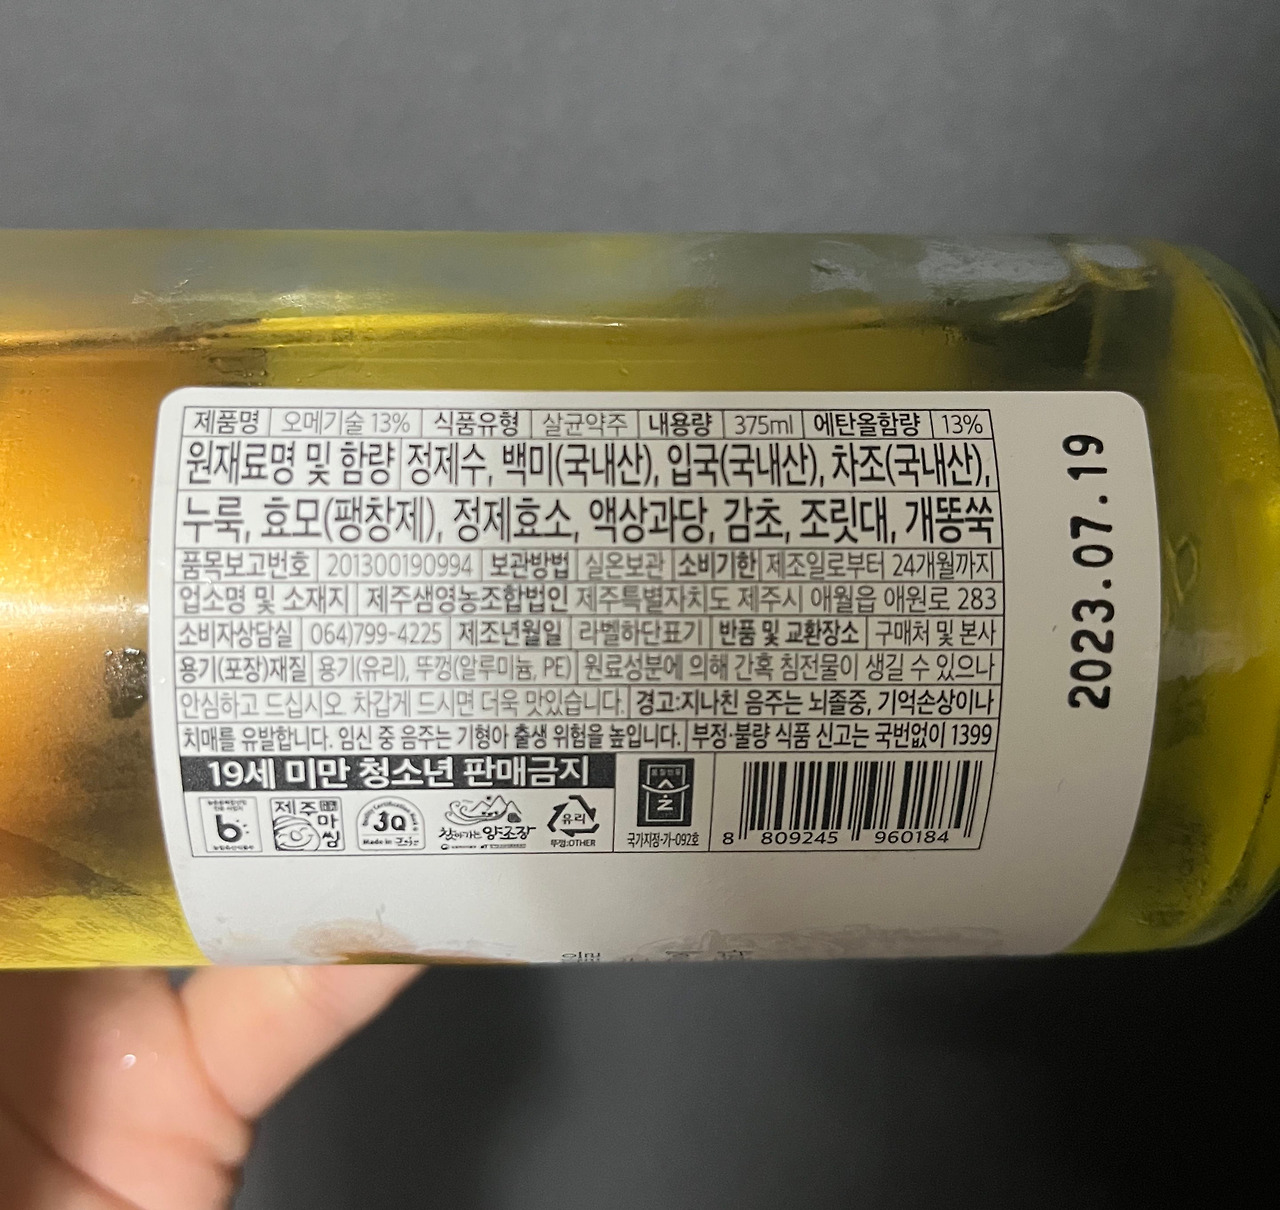 제품명 오메기술 13% 식품유형 살균약주 내용량 375ml 에탄올함량 13%
원재료명 및 함량 정제수, 백미(국내산), 입국(국내산), 차조(국내산),
누룩, 효모(팽창제), 정제효소, 액상과당, 감초, 조릿대, 개똥쑥
품목보고번호 201300190994 보관방법 실온보관 소비기한 제조일로부터 24개월까지
업소명 및 소재지 제주샘영농조합법인 제주특별자치도 제주시 애월읍 애원로 283
소비자상담실 064)799-4225 제조년월일 라벨하단표기 반품 및 교환장소 구매처 및 본사
용기(포장)재질 용기(유리), 뚜껑(알루미늄, PE) 원료성분에 의해 간혹 침전물이 생길 수 있으나
안심하고 드십시오 차갑게 드시면 더욱 맛있습니다. 경고:지나친 음주는 뇌졸중, 기억손상이나
치매를 유발합니다. 임신 중 음주는 기형아 출생 위험을 높입니다. 부정·불량 식품 신고는 국번없이 1399
19세 미만 청소년 판매금지
제주 마씸
JQ
Made in
찾아가는 양조장
유리
뚜껑:OTHER
국가지정-가-092호
8 809245 960184
2023.07.19